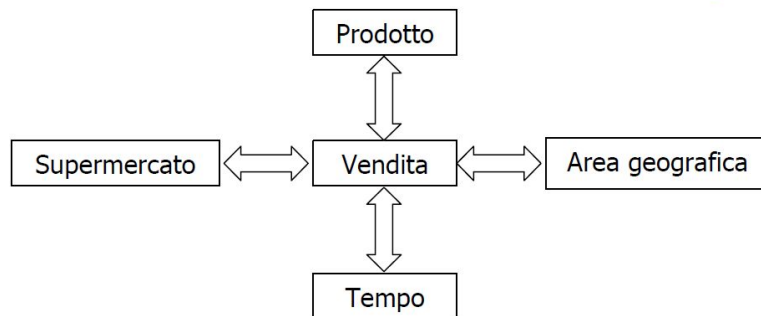 Prodotto
Supermercato
Vendita
Area geografica
Tempo